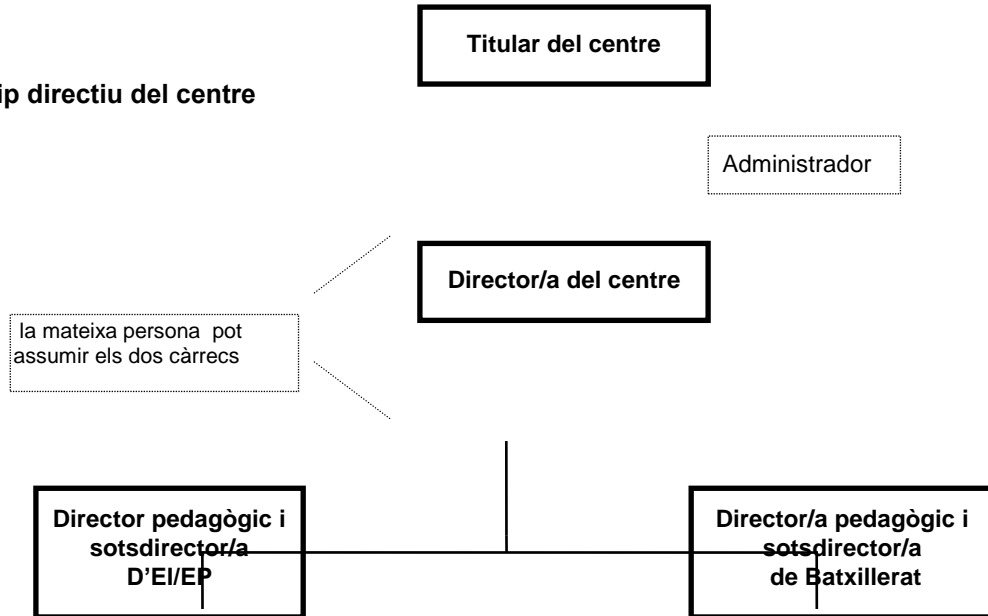 Titular del centre
ip directiu del centre
Administrador
Director/a del centre
la mateixa persona pot
assumir els dos càrrecs
Director pedagògic i
sotsdirector/a
D’EI/EP
Director/a pedagògic i
sotsdirector/a
de Batxillerat